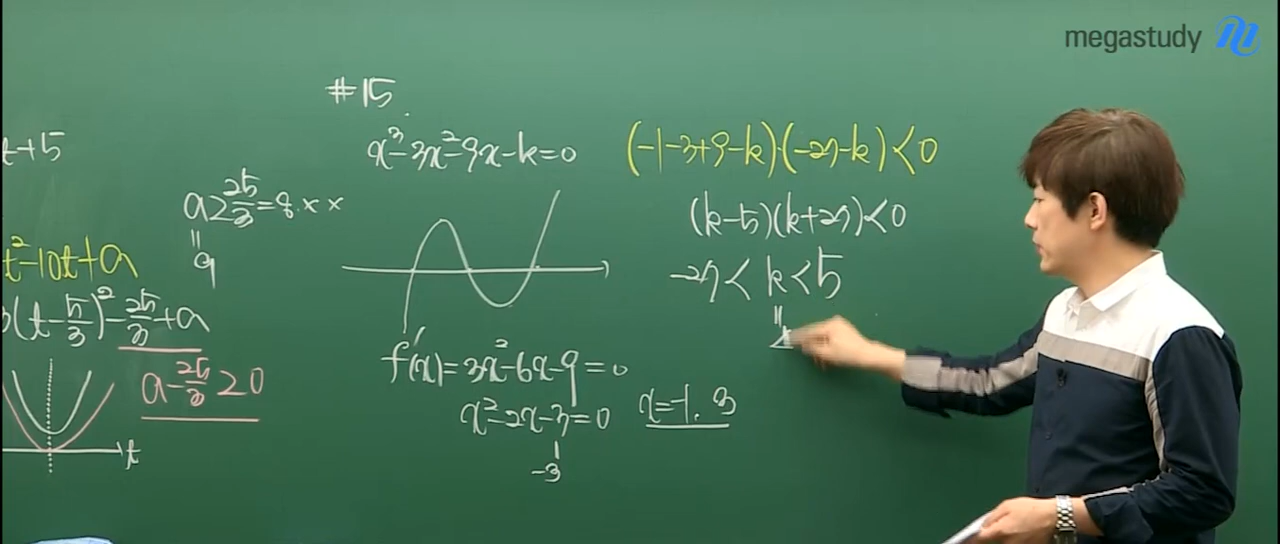 megastudy
#15
x³-3x²-9x-k=0
(-1-3+9-k)·(-27-k)<0
(k-5)(k+27)<0
-27<k<5
=
4
f'(x)=3x²-6x-9=0
x²-2x-3=0
-3
x=-1, 3
t+5
a≥25/3=8.xx
=
9
t²-10t+a
3(t-5/3)²-25/3+a
a-25/3≥0
t